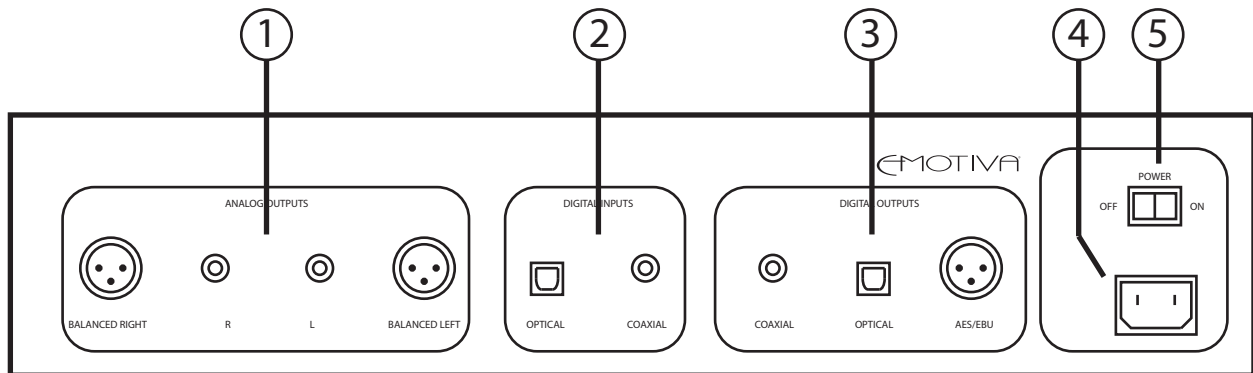 1 2 3 4 5
EMOTIVA
POWER
OFF ON
ANALOG OUTPUTS DIGITAL INPUTS DIGITAL OUTPUTS
BALANCED RIGHT R L BALANCED LEFT OPTICAL COAXIAL COAXIAL OPTICAL AES/EBU